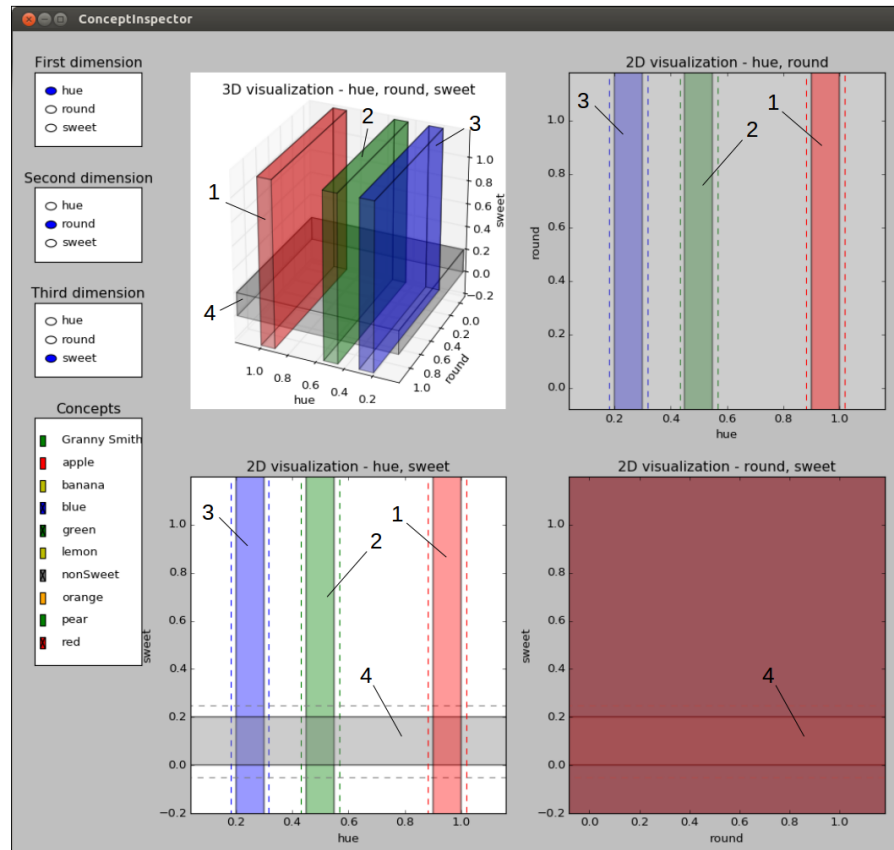 ConceptInspector
First dimension
hue
round
sweet
Second dimension
hue
round
sweet
Third dimension
hue
round
sweet
Concepts
Granny Smith
apple
banana
blue
green
lemon
nonSweet
orange
pear
red
3D visualization - hue, round, sweet
1
2
3
4
1.0
0.8
0.6
0.4
0.2
0.0
−0.2
sweet
0.0
0.2
0.4
0.6
0.8
1.0
round
1.0
0.8
0.6
0.4
0.2
hue
2D visualization - hue, round
3
2
1
1.0
0.8
0.6
0.4
0.2
0.0
round
0.2
0.4
0.6
0.8
1.0
hue
2D visualization - hue, sweet
3
2
1
4
1.0
0.8
0.6
0.4
0.2
0.0
−0.2
sweet
0.2
0.4
0.6
0.8
1.0
hue
2D visualization - round, sweet
4
1.0
0.8
0.6
0.4
0.2
0.0
−0.2
sweet
0.0
0.2
0.4
0.6
0.8
1.0
round